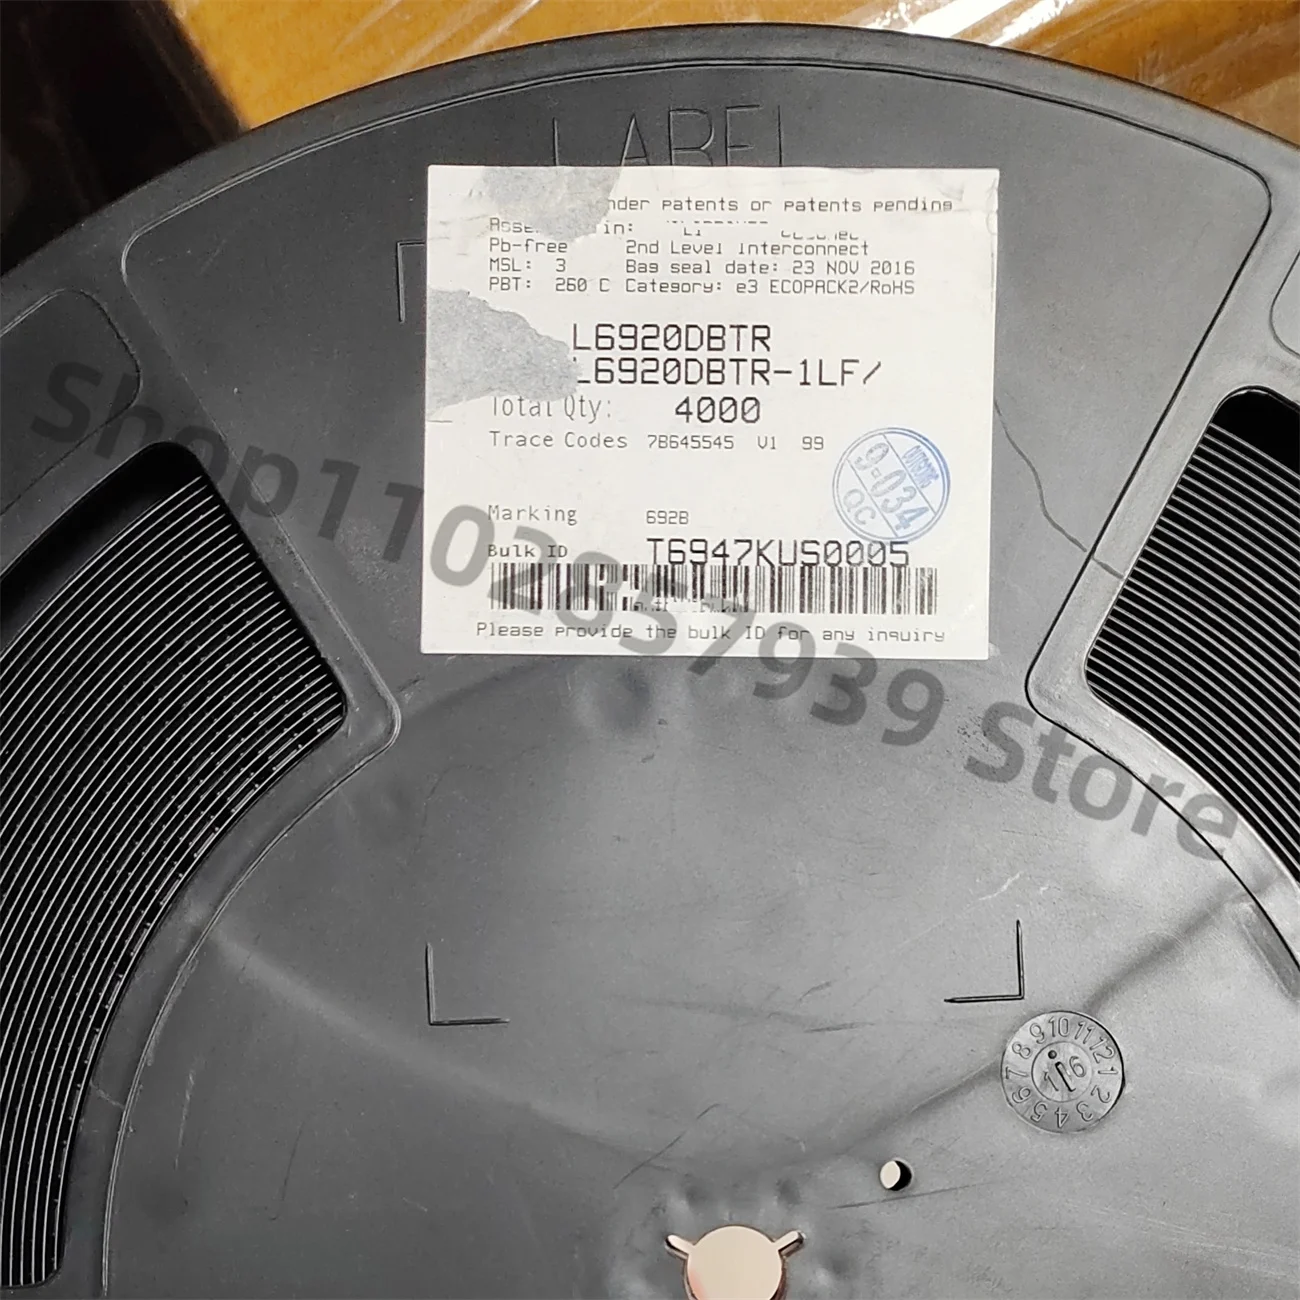 LABEL
under patents or patents pending
in:
Pb-free 2nd Level Interconnect
MSL: 3 Bag seal date: 23 NOV 2016
PBT: 260 C Category: e3 ECOPACK2/RoHS
L6920DBTR
L6920DBTR-1LF/
Total Qty: 4000
Trace Codes 7B645545 V1 99
9-034
QC
Marking 692B
Bulk ID T6947KUS0005
Please provide the bulk ID for any inquiry
shop1102857939 Store
1 2 3 4 5 6 7 8 9 10 11 12
16